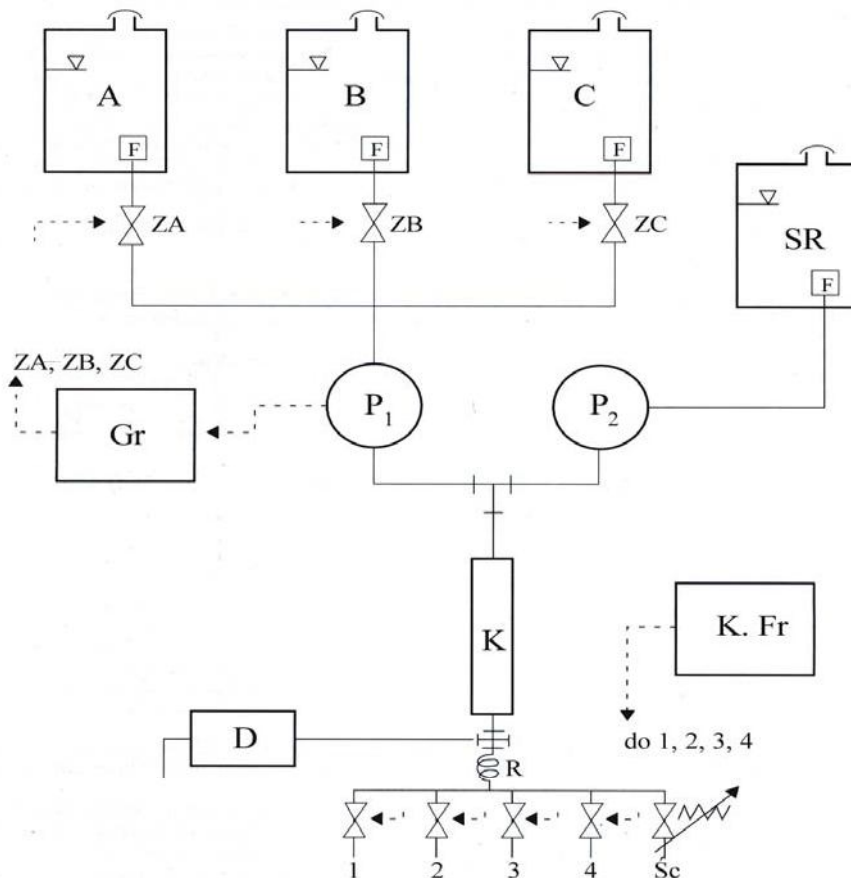 A
B
C
F
F
F
ZA
ZB
ZC
SR
F
ZA, ZB, ZC
Gr
P1
P2
K
K. Fr
D
do 1, 2, 3, 4
R
1 2 3 4 Śc